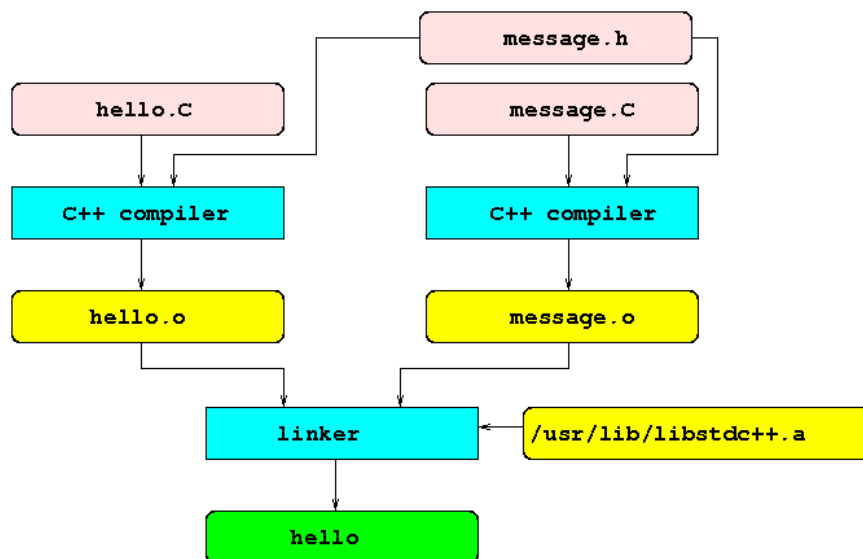 message.h
hello.C
message.C
C++ compiler
C++ compiler
hello.o
message.o
linker
/usr/lib/libstdc++.a
hello